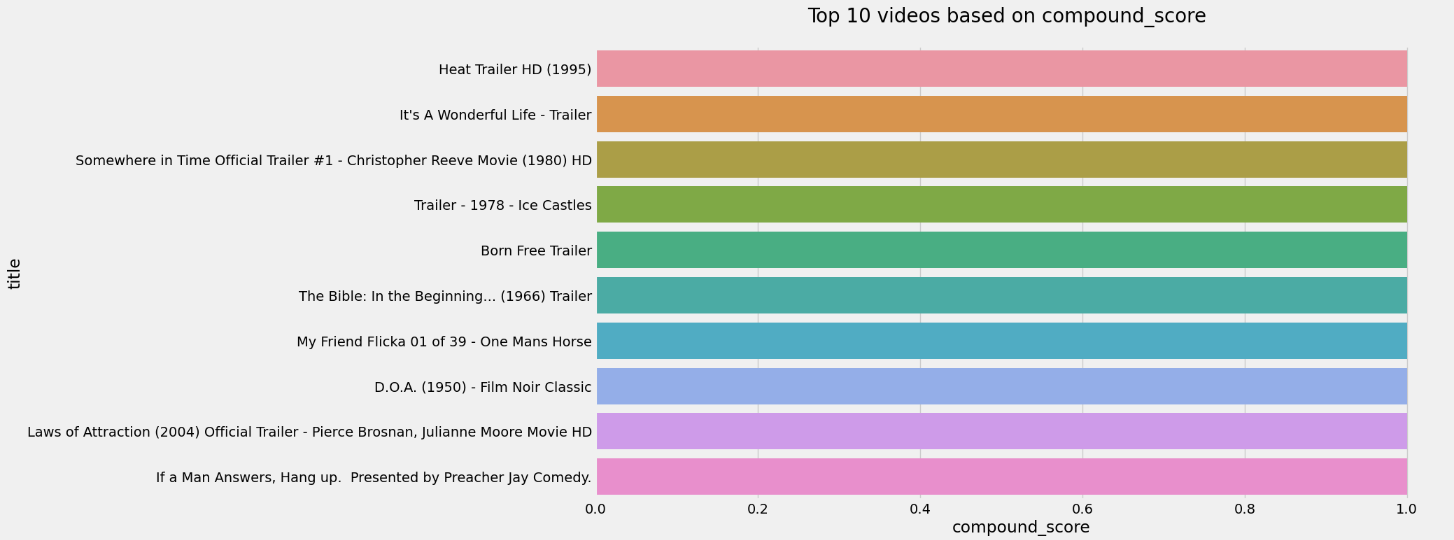 Top 10 videos based on compound_score
title
Heat Trailer HD (1995)
It's A Wonderful Life - Trailer
Somewhere in Time Official Trailer #1 - Christopher Reeve Movie (1980) HD
Trailer - 1978 - Ice Castles
Born Free Trailer
The Bible: In the Beginning... (1966) Trailer
My Friend Flicka 01 of 39 - One Mans Horse
D.O.A. (1950) - Film Noir Classic
Laws of Attraction (2004) Official Trailer - Pierce Brosnan, Julianne Moore Movie HD
If a Man Answers, Hang up.  Presented by Preacher Jay Comedy.
0.0 0.2 0.4 0.6 0.8 1.0
compound_score